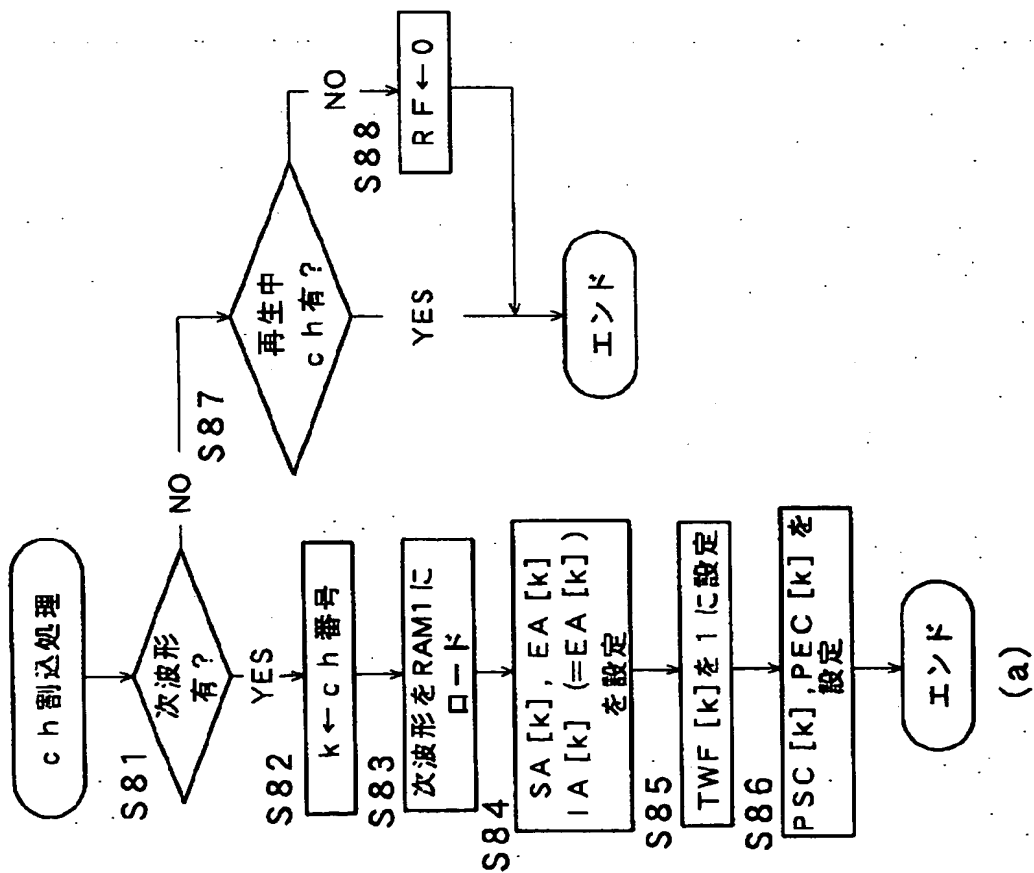 ch割込処理
S81
次波形
有?
NO
YES
S82
k←ch番号
S83
次波形をRAM1に
ロード
S84
SA[k], EA[k]
IA[k](=EA[k])
を設定
S85
TWF[k]を1に設定
S86
PSC[k],PEC[k]を
設定
エンド
S87
再生中
ch有?
NO
YES
S88
RF←0
エンド
(a)